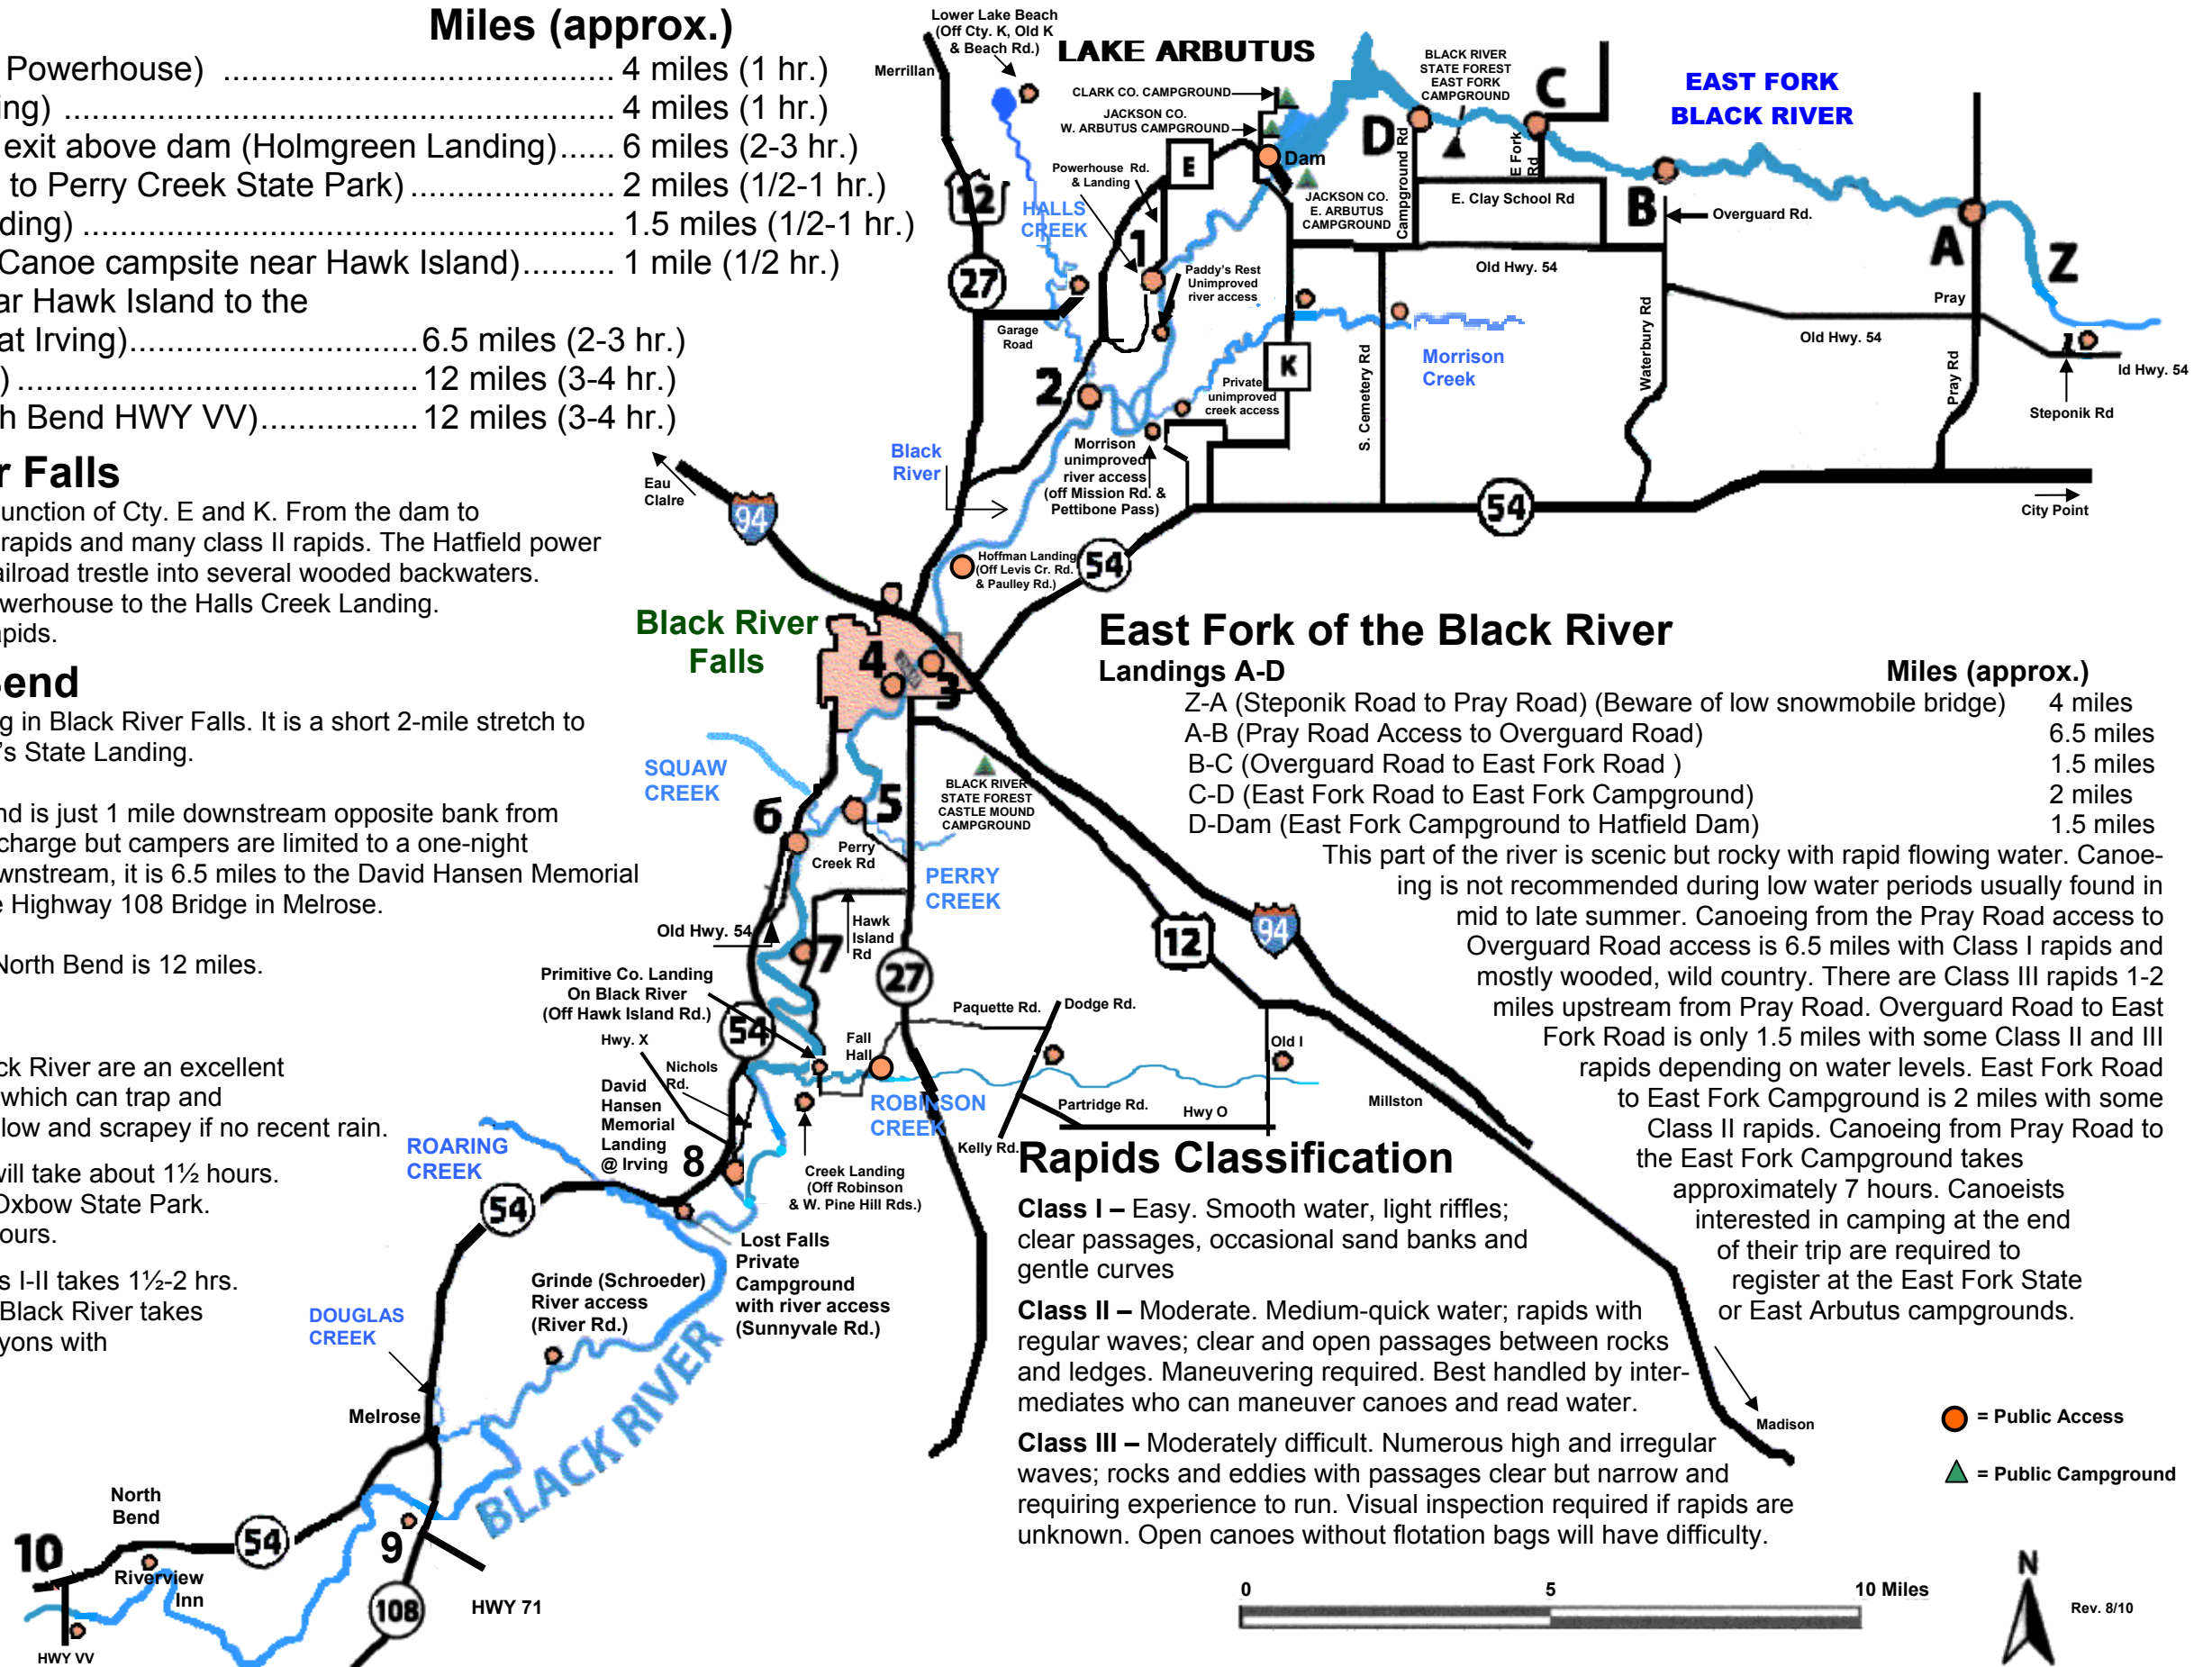 Miles (approx.)
Powerhouse) .......................................... 4 miles (1 hr.)
ing) ........................................................... 4 miles (1 hr.)
exit above dam (Holmgreen Landing)...... 6 miles (2-3 hr.)
to Perry Creek State Park)...................... 2 miles (1/2-1 hr.)
ding) ......................................................... 1.5 miles (1/2-1 hr.)
Canoe campsite near Hawk Island).......... 1 mile (1/2 hr.)
ar Hawk Island to the
at Irving)............................... 6.5 miles (2-3 hr.)
) ........................................... 12 miles (3-4 hr.)
h Bend HWY VV)................. 12 miles (3-4 hr.)
r Falls
unction of Cty. E and K. From the dam to
rapids and many class II rapids. The Hatfield power
ailroad trestle into several wooded backwaters.
owerhouse to the Halls Creek Landing.
apids.
Bend
g in Black River Falls. It is a short 2-mile stretch to
's State Landing.
nd is just 1 mile downstream opposite bank from
charge but campers are limited to a one-night
wnstream, it is 6.5 miles to the David Hansen Memorial
e Highway 108 Bridge in Melrose.
North Bend is 12 miles.
ck River are an excellent
which can trap and
low and scrapey if no recent rain.
will take about 1½ hours.
Oxbow State Park.
ours.
s I-II takes 1½-2 hrs.
Black River takes
yons with
Lower Lake Beach
(Off Cty. K, Old K
& Beach Rd.)
Merrillan
LAKE ARBUTUS
CLARK CO. CAMPGROUND
JACKSON CO.
W. ARBUTUS CAMPGROUND
BLACK RIVER
STATE FOREST
EAST FORK
CAMPGROUND
C
EAST FORK
BLACK RIVER
D
Campground Rd
E Fork
Rd
E
Dam
Powerhouse Rd.
& Landing
JACKSON CO.
E. ARBUTUS
CAMPGROUND
E. Clay School Rd
B
Overguard Rd.
A
Z
12
HALLS
CREEK
1
27
Paddy's Rest
Unimproved
river access
Old Hwy. 54
Pray
Garage
Road
Waterbury Rd
Old Hwy. 54
ld Hwy. 54
Steponik Rd
Pray Rd
K
S. Cemetery Rd
Morrison
Creek
2
Private
unimproved
creek access
Black
River
Morrison
unimproved
river access
(off Mission Rd. &
Pettibone Pass)
54
City Point
Eau
Claire
94
Hoffman Landing
(Off Levis Cr. Rd.
& Paulley Rd.)
54
Black River
Falls
4
3
SQUAW
CREEK
BLACK RIVER
STATE FOREST
CASTLE MOUND
CAMPGROUND
6
5
Perry
Creek Rd
PERRY
CREEK
Old Hwy. 54
Hawk
Island
Rd
7
12
94
Primitive Co. Landing
On Black River
(Off Hawk Island Rd.)
27
54
Paquette Rd.
Dodge Rd.
Hwy. X
Nichols
Rd.
Fall
Hall
Old I
David
Hansen
Memorial
Landing
@ Irving
8
ROBINSON
CREEK
Partridge Rd.
Hwy O
Millston
Kelly Rd.
ROARING
CREEK
Creek Landing
(Off Robinson
& W. Pine Hill Rds.)
54
Lost Falls
Private
Campground
with river access
(Sunnyvale Rd.)
Grinde (Schroeder)
River access
(River Rd.)
DOUGLAS
CREEK
BLACK RIVER
Melrose
North
Bend
54
10
Riverview
Inn
9
108
HWY 71
HWY VV
East Fork of the Black River
Landings A-D Miles (approx.)
Z-A (Steponik Road to Pray Road) (Beware of low snowmobile bridge) 4 miles
A-B (Pray Road Access to Overguard Road) 6.5 miles
B-C (Overguard Road to East Fork Road ) 1.5 miles
C-D (East Fork Road to East Fork Campground) 2 miles
D-Dam (East Fork Campground to Hatfield Dam) 1.5 miles
This part of the river is scenic but rocky with rapid flowing water. Canoe-
ing is not recommended during low water periods usually found in
mid to late summer. Canoeing from the Pray Road access to
Overguard Road access is 6.5 miles with Class I rapids and
mostly wooded, wild country. There are Class III rapids 1-2
miles upstream from Pray Road. Overguard Road to East
Fork Road is only 1.5 miles with some Class II and III
rapids depending on water levels. East Fork Road
to East Fork Campground is 2 miles with some
Class II rapids. Canoeing from Pray Road to
the East Fork Campground takes
approximately 7 hours. Canoeists
interested in camping at the end
of their trip are required to
register at the East Fork State
or East Arbutus campgrounds.
Rapids Classification
Class I – Easy. Smooth water, light riffles;
clear passages, occasional sand banks and
gentle curves
Class II – Moderate. Medium-quick water; rapids with
regular waves; clear and open passages between rocks
and ledges. Maneuvering required. Best handled by inter-
mediates who can maneuver canoes and read water.
Class III – Moderately difficult. Numerous high and irregular
waves; rocks and eddies with passages clear but narrow and
requiring experience to run. Visual inspection required if rapids are
unknown. Open canoes without flotation bags will have difficulty.
Madison
= Public Access
= Public Campground
0 5 10 Miles
N
Rev. 8/10